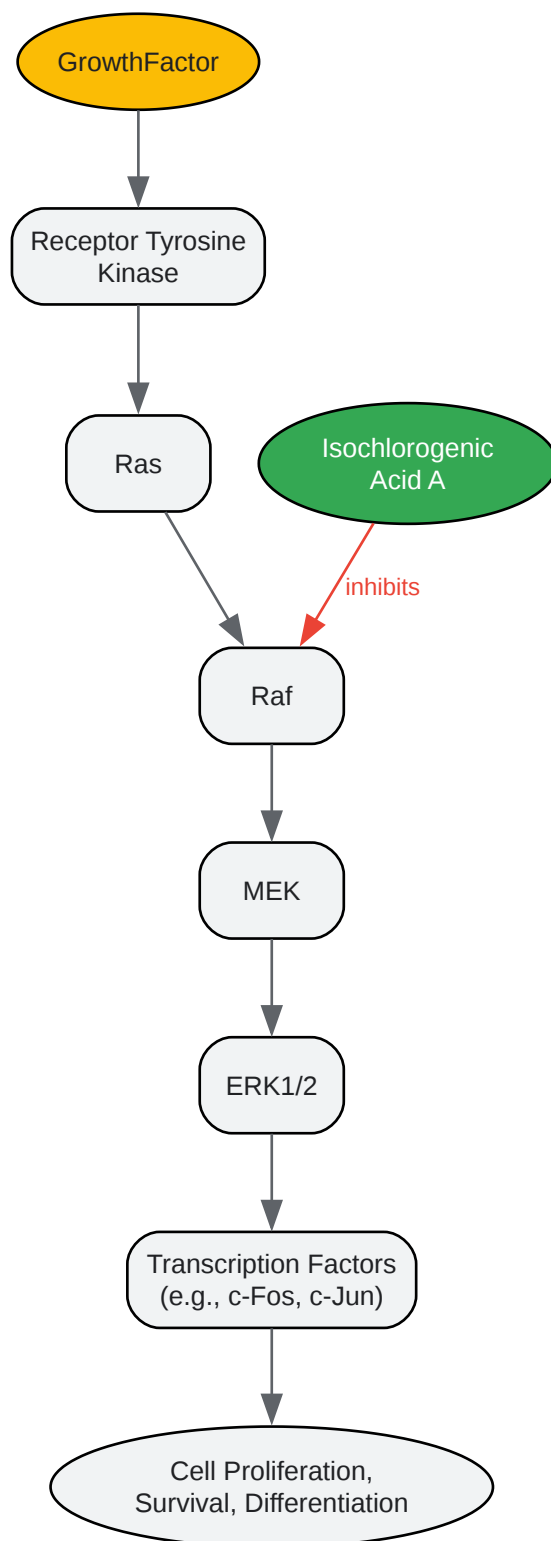 GrowthFactor
Receptor Tyrosine
Kinase
Ras
Isochlorogenic
Acid A
inhibits
Raf
MEK
ERK1/2
Transcription Factors
(e.g., c-Fos, c-Jun)
Cell Proliferation,
Survival, Differentiation